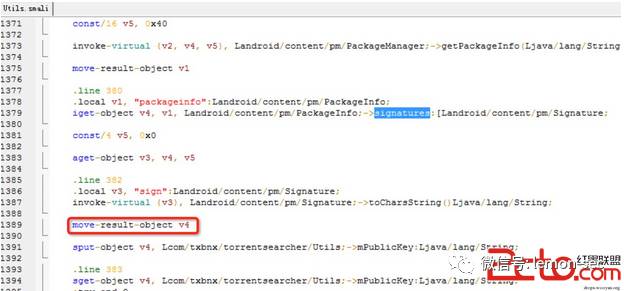 Utils.smali
1371 const/16 v5, 0x40
1372
1373 invoke-virtual {v2, v4, v5}, Landroid/content/pm/PackageManager;->getPackageInfo(Ljava/lang/String
1374
1375 move-result-object v1
1376
1377 .line 380
1378 .local v1, "packageinfo":Landroid/content/pm/PackageInfo;
1379 iget-object v4, v1, Landroid/content/pm/PackageInfo;->signatures:[Landroid/content/pm/Signature;
1380
1381 const/4 v5, 0x0
1382
1383 aget-object v3, v4, v5
1384
1385 .line 382
1386 .local v3, "sign":Landroid/content/pm/Signature;
1387 invoke-virtual {v3}, Landroid/content/pm/Signature;->toCharsString()Ljava/lang/String;
1388
1389 move-result-object v4
1390
1391 sput-object v4, Lcom/txbnx/torrentsearcher/Utils;->mPublicKey:Ljava/lang/String;
1392
1393 .line 383
1394 sget-object v4, Lcom/txbnx/torrentsearcher/Utils;->mPublicKey:Ljava/lang/String;
微信号:
红黑联盟